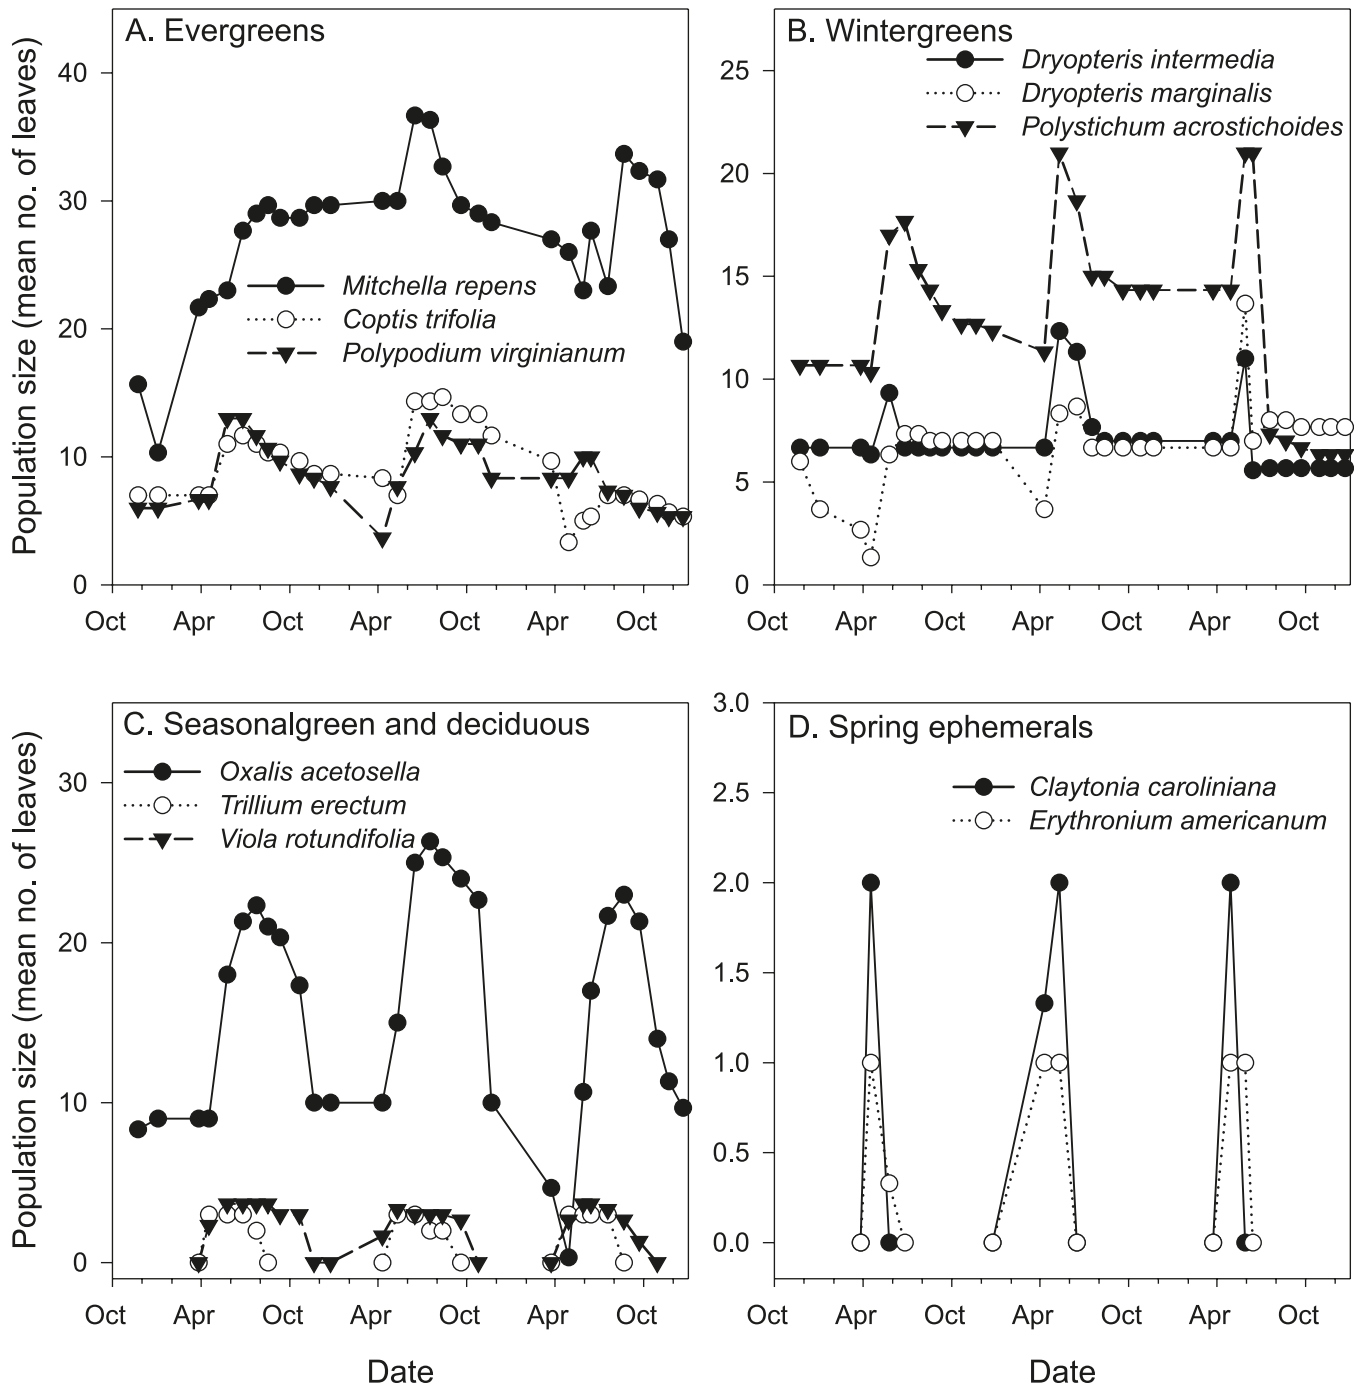 A. Evergreens
Population size (mean no. of leaves)
40
30
20
10
0
Mitchella repens
Coptis trifolia
Polypodium virginianum
Oct Apr Oct Apr Oct Apr Oct
B. Wintergreens
Dryopteris intermedia
Dryopteris marginalis
Polystichum acrostichoides
25
20
15
10
5
0
Oct Apr Oct Apr Oct Apr Oct
C. Seasonalgreen and deciduous
Oxalis acetosella
Trillium erectum
Viola rotundifolia
Population size (mean no. of leaves)
30
20
10
0
Oct Apr Oct Apr Oct Apr Oct
Date
D. Spring ephemerals
Claytonia caroliniana
Erythronium americanum
3.0
2.5
2.0
1.5
1.0
0.5
0.0
Oct Apr Oct Apr Oct Apr Oct
Date